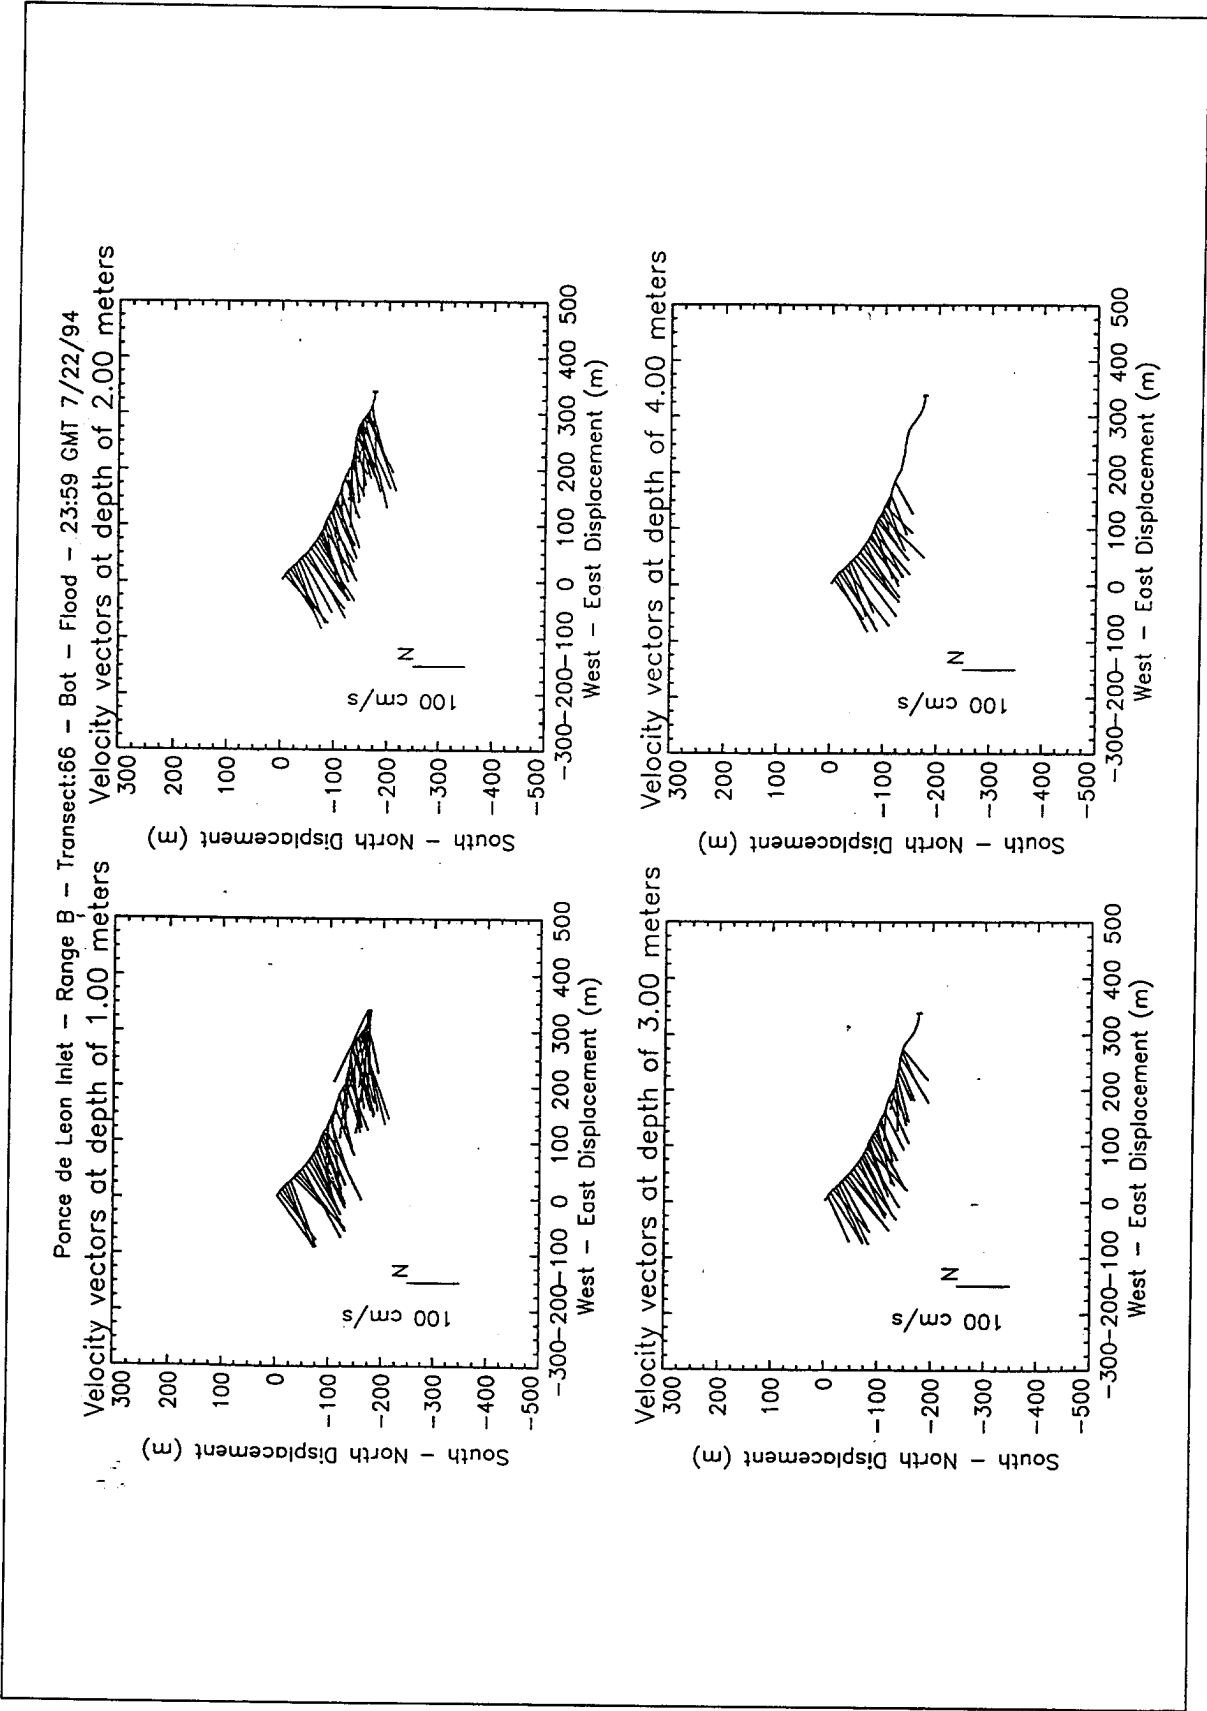 Ponce de Leon Inlet – Range B – Transect:66 – Bot – Flood – 23:59 GMT 7/22/94
Velocity vectors at depth of 1.00 meters
300
200
100
0
–100
–200
–300
–400
–500
South – North Displacement (m)
100 cm/s
N
–300–200–100 0 100 200 300 400 500
West – East Displacement (m)
Velocity vectors at depth of 2.00 meters
300
200
100
0
–100
–200
–300
–400
–500
South – North Displacement (m)
100 cm/s
N
–300–200–100 0 100 200 300 400 500
West – East Displacement (m)
Velocity vectors at depth of 3.00 meters
300
200
100
0
–100
–200
–300
–400
–500
South – North Displacement (m)
100 cm/s
N
–300–200–100 0 100 200 300 400 500
West – East Displacement (m)
Velocity vectors at depth of 4.00 meters
300
200
100
0
–100
–200
–300
–400
–500
South – North Displacement (m)
100 cm/s
N
–300–200–100 0 100 200 300 400 500
West – East Displacement (m)